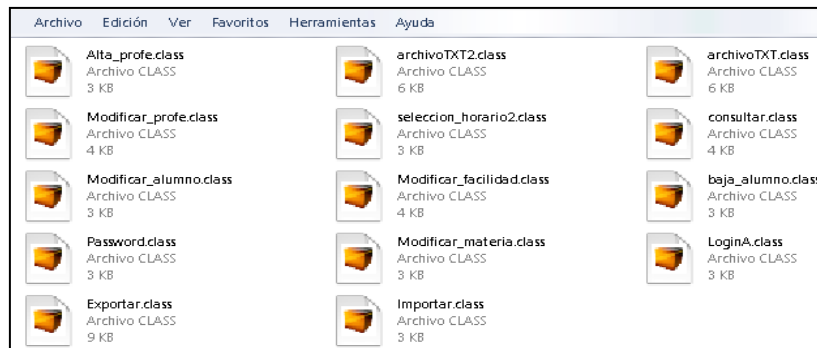 Archivo Edición Ver Favoritos Herramientas Ayuda
Alta_profe.class
Archivo CLASS
3 KB
archivoTXT2.class
Archivo CLASS
6 KB
archivoTXT.class
Archivo CLASS
6 KB
Modificar_profe.class
Archivo CLASS
4 KB
seleccion_horario2.class
Archivo CLASS
3 KB
consultar.class
Archivo CLASS
4 KB
Modificar_alumno.class
Archivo CLASS
3 KB
Modificar_facilidad.class
Archivo CLASS
4 KB
baja_alumno.class
Archivo CLASS
3 KB
Password.class
Archivo CLASS
3 KB
Modificar_materia.class
Archivo CLASS
3 KB
LoginA.class
Archivo CLASS
3 KB
Exportar.class
Archivo CLASS
9 KB
Importar.class
Archivo CLASS
3 KB